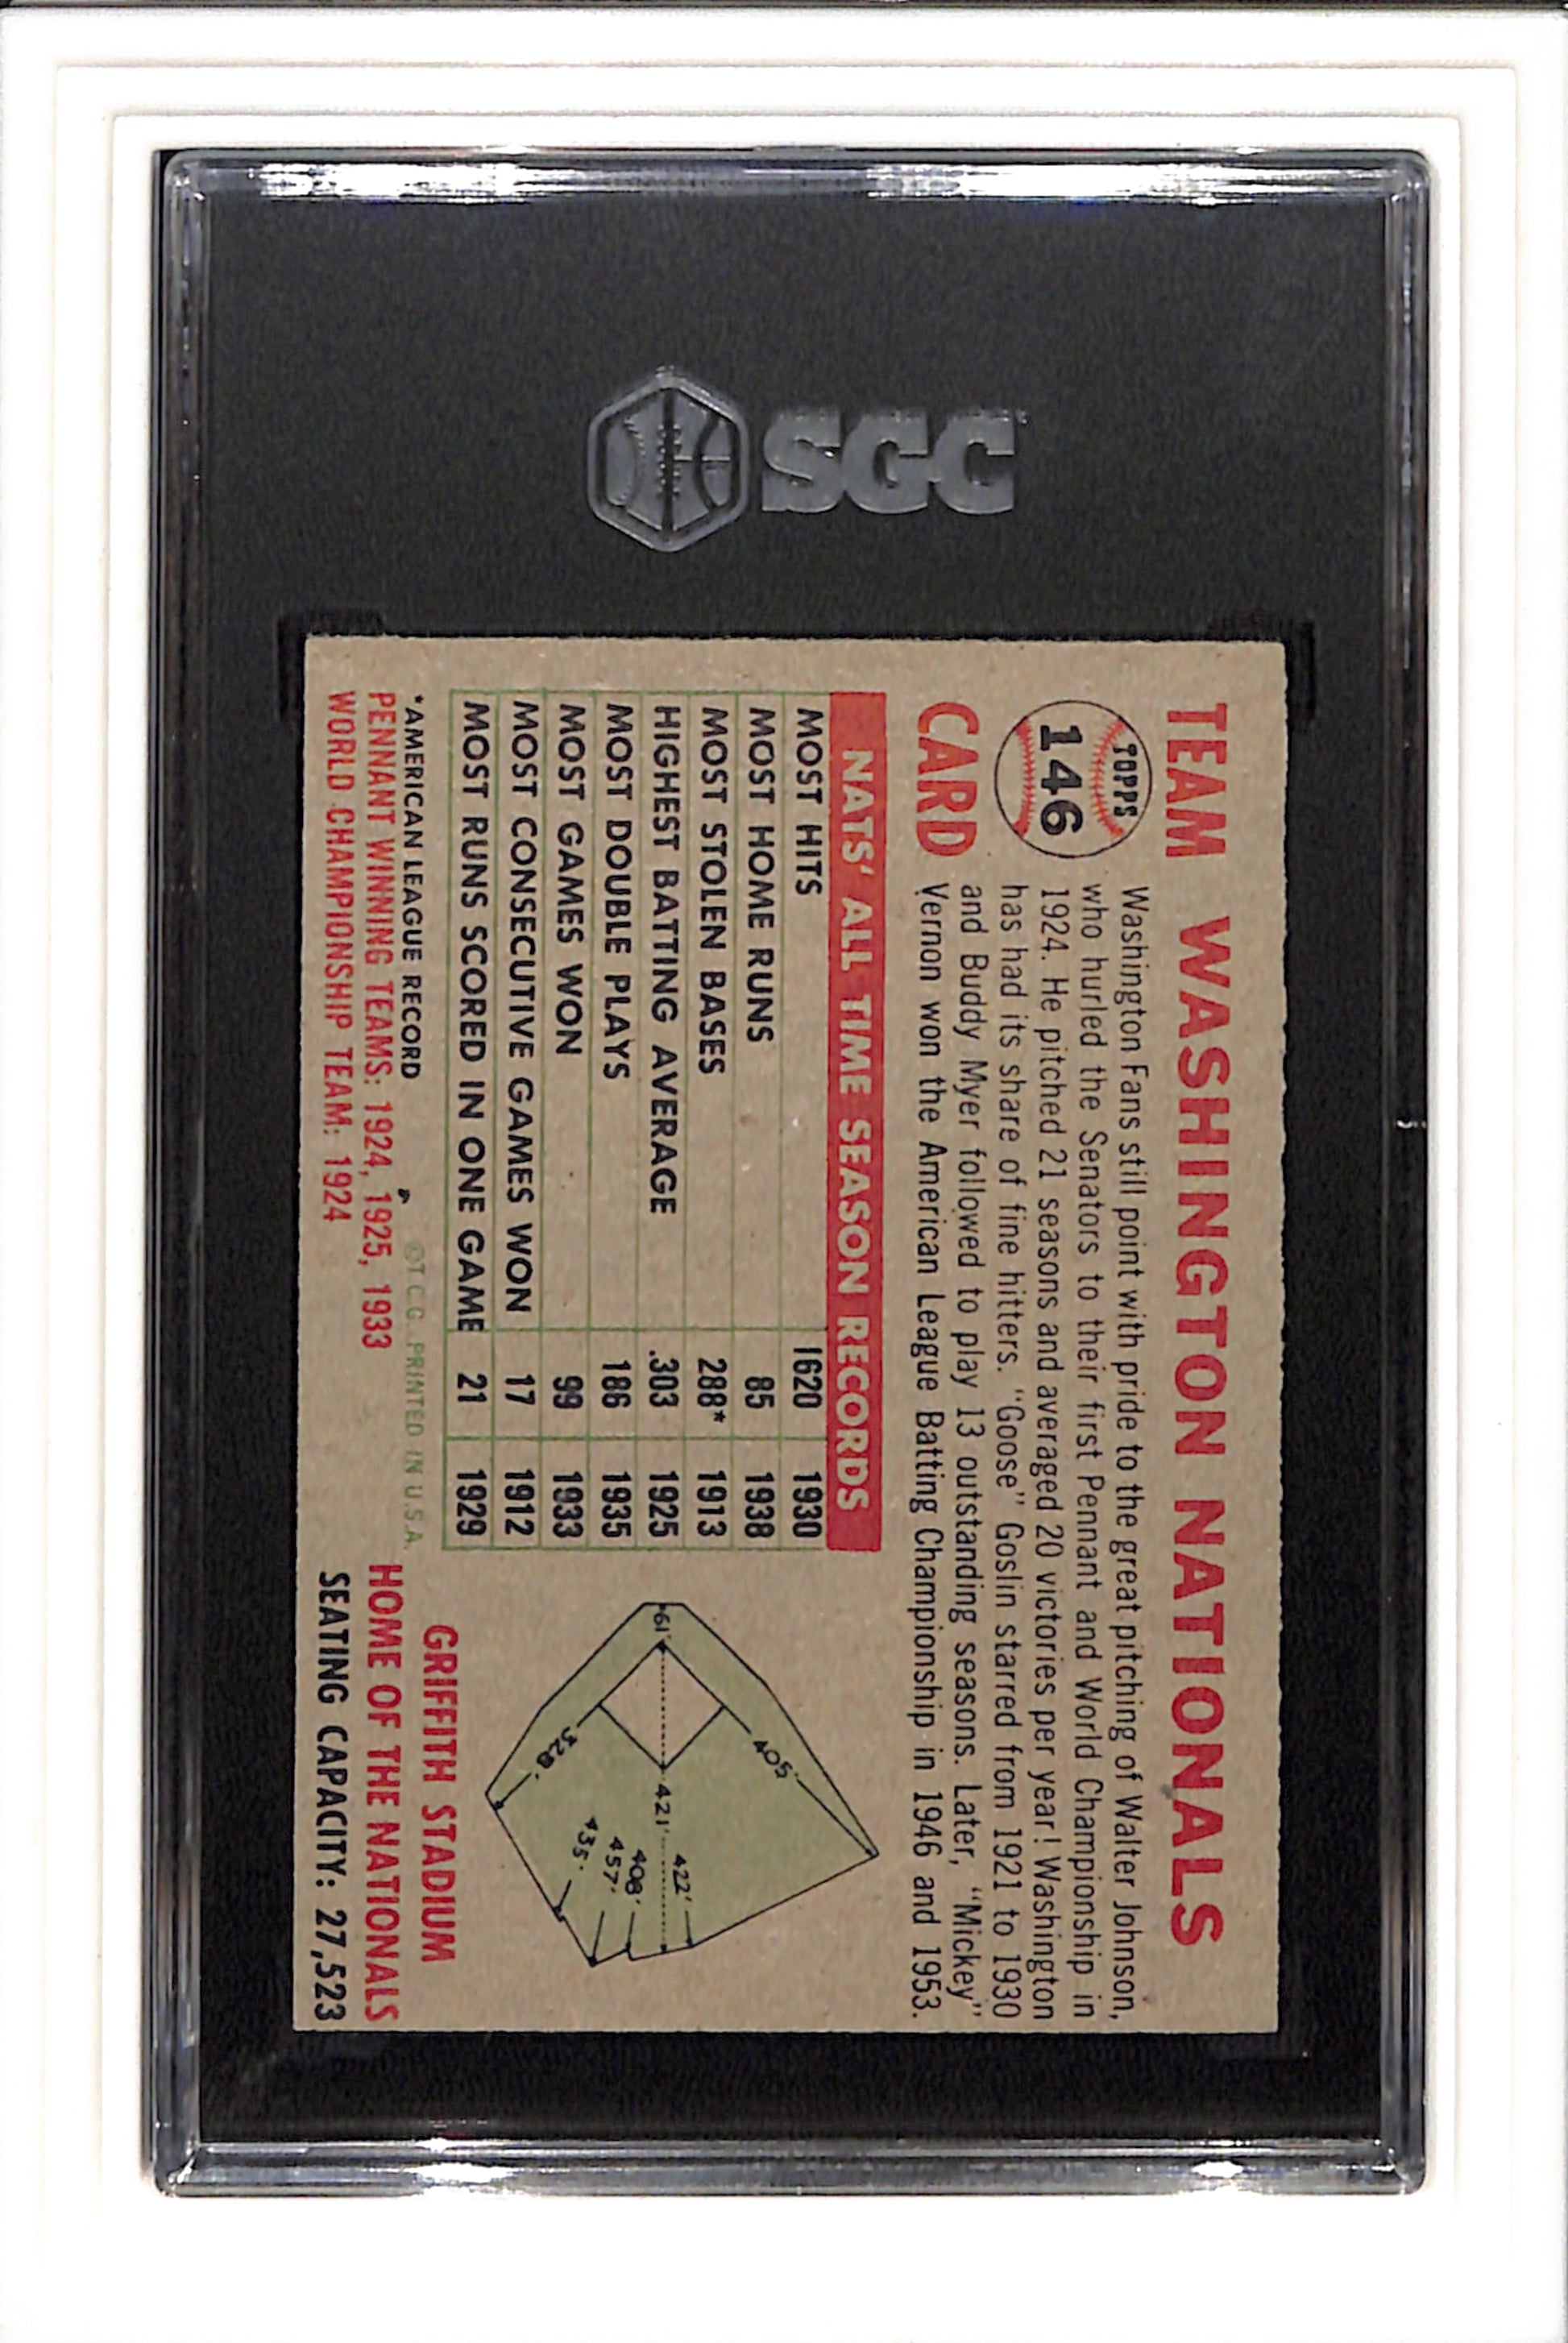 SGC
TEAM WASHINGTON NATIONALS
TOPPS
146
CARD
Washington Fans still point with pride to the great pitching of Walter Johnson,
who hurled the Senators to their first Pennant and World Championship in
1924. He pitched 21 seasons and averaged 20 victories per year! Washington
has had its share of fine hitters. "Goose" Goslin starred from 1921 to 1930
and Buddy Myer followed to play 13 outstanding seasons. Later, "Mickey"
Vernon won the American League Batting Championship in 1946 and 1953.
NATS' ALL TIME SEASON RECORDS
MOST HITS 1620 1930
MOST HOME RUNS 85 1938
MOST STOLEN BASES 288* 1913
HIGHEST BATTING AVERAGE .303 1925
MOST DOUBLE PLAYS 186 1935
MOST GAMES WON 99 1933
MOST CONSECUTIVE GAMES WON 17 1912
MOST RUNS SCORED IN ONE GAME 21 1929
*AMERICAN LEAGUE RECORD
©T.C.G. PRINTED IN U.S.A.
PENNANT WINNING TEAMS: 1924, 1925, 1933
WORLD CHAMPIONSHIP TEAM: 1924
405'
61'
421'
422'
408'
457'
435'
328'
GRIFFITH STADIUM
HOME OF THE NATIONALS
SEATING CAPACITY: 27,523